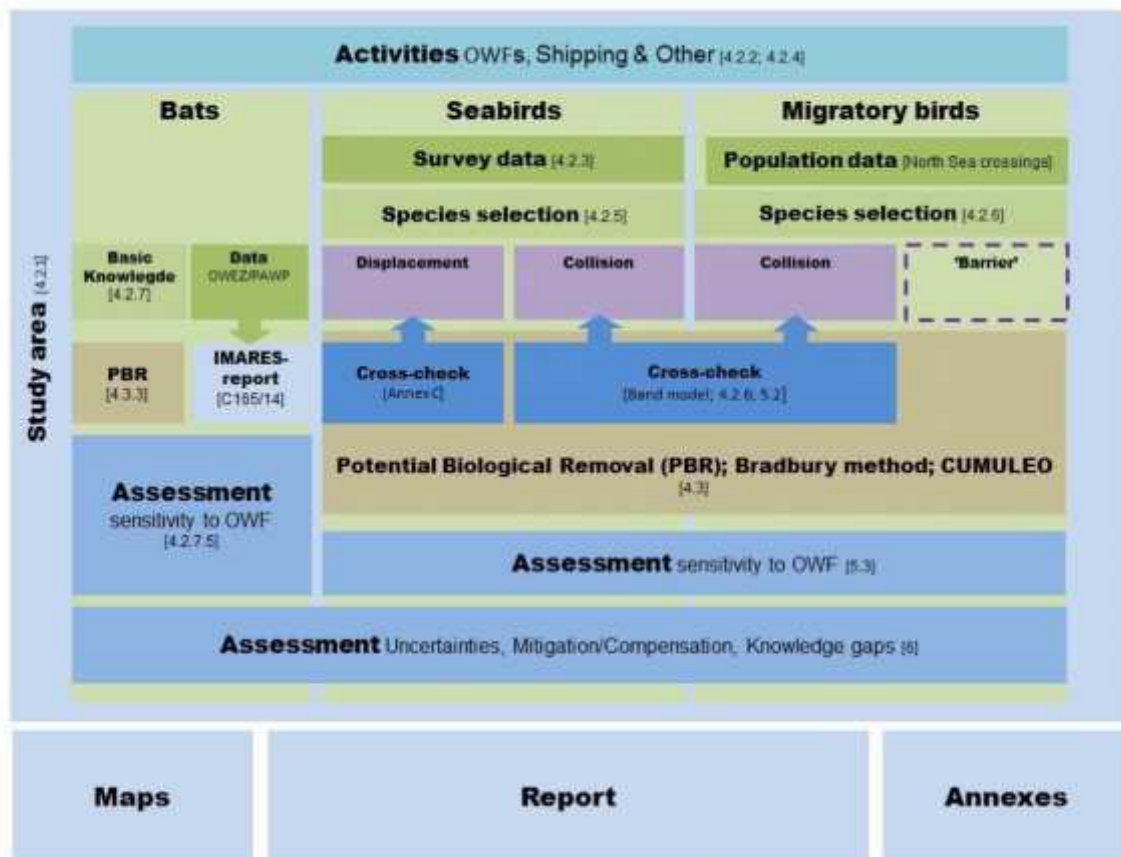 Activities OWFs, Shipping & Other [4.2.2; 4.2.4]
Study area [4.2.1]
Bats
Seabirds
Migratory birds
Survey data [4.2.3]
Population data [North Sea crossings]
Species selection [4.2.5]
Species selection [4.2.6]
Basic
Knowlegde
[4.2.7]
Data
OWEZ/PAWP
Displacement
Collision
Collision
'Barrier'
PBR
[4.3.3]
IMARES-
report
[C165/14]
Cross-check
[Annex C]
Cross-check
[Band model; 4.2.6; 5.2]
Potential Biological Removal (PBR); Bradbury method; CUMULEO
[4.3]
Assessment
sensitivity to OWF
[4.2.7.5]
Assessment sensitivity to OWF [5.3]
Assessment Uncertainties, Mitigation/Compensation, Knowledge gaps [6]
Maps
Report
Annexes